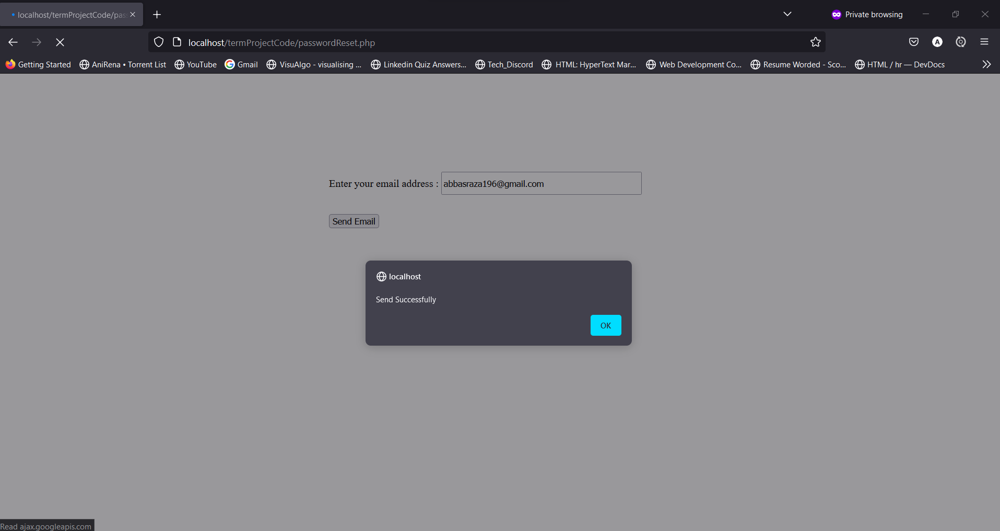 localhost/termProjectCode/pas
Private browsing
localhost/termProjectCode/passwordReset.php
A
Getting Started AniRena • Torrent List YouTube Gmail VisuAlgo - visualising ... Linkedin Quiz Answers... Tech_Discord HTML: HyperText Mar... Web Development Co... Resume Worded - Sco... HTML / hr — DevDocs
Enter your email address : abbasraza196@gmail.com
Send Email
localhost
Send Successfully
OK
Read ajax.googleapis.com